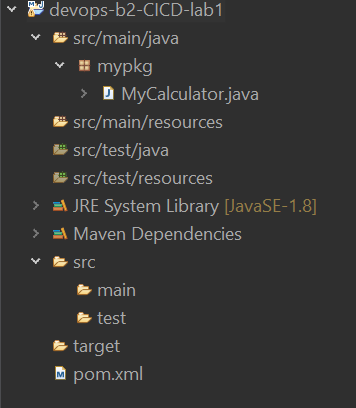 devops-b2-CICD-lab1
src/main/java
mypkg
MyCalculator.java
src/main/resources
src/test/java
src/test/resources
JRE System Library [JavaSE-1.8]
Maven Dependencies
src
main
test
target
pom.xml